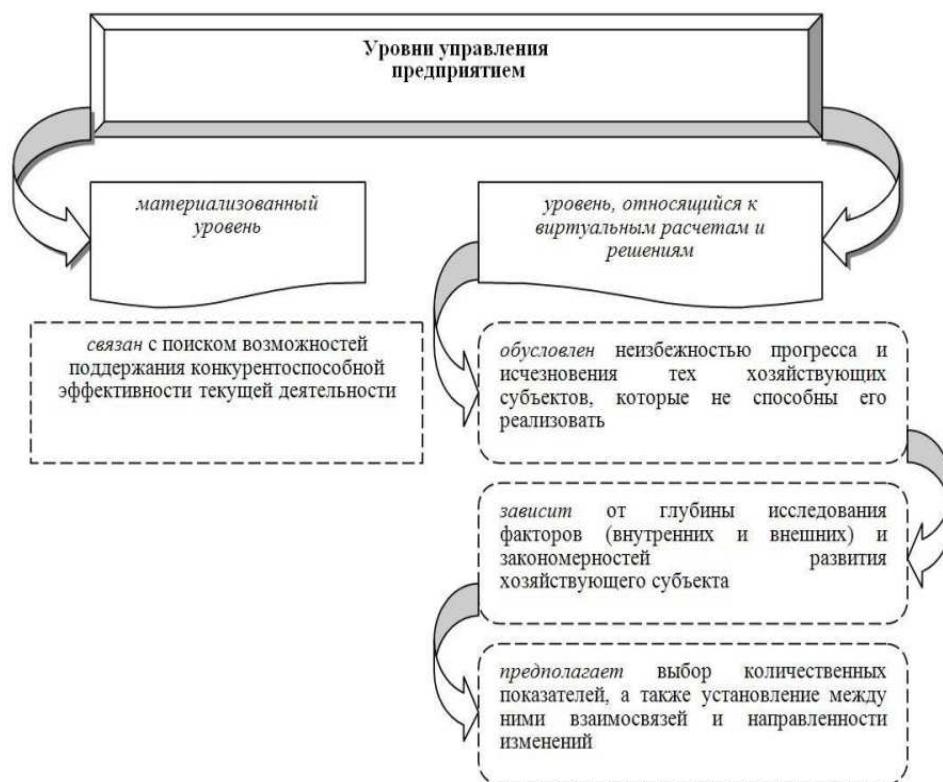 Уровни управления
предприятием
материализованный
уровень
уровень, относящийся к
виртуальным расчетам и
решениям
связан с поиском возможностей
поддержания конкурентоспособной
эффективности текущей деятельности
обусловлен неизбежностью прогресса и
исчезновения тех хозяйствующих
субъектов, которые не способны его
реализовать
зависит от глубины исследования
факторов (внутренних и внешних) и
закономерностей развития
хозяйствующего субъекта
предполагает выбор количественных
показателей, а также установление между
ними взаимосвязей и направленности
изменений